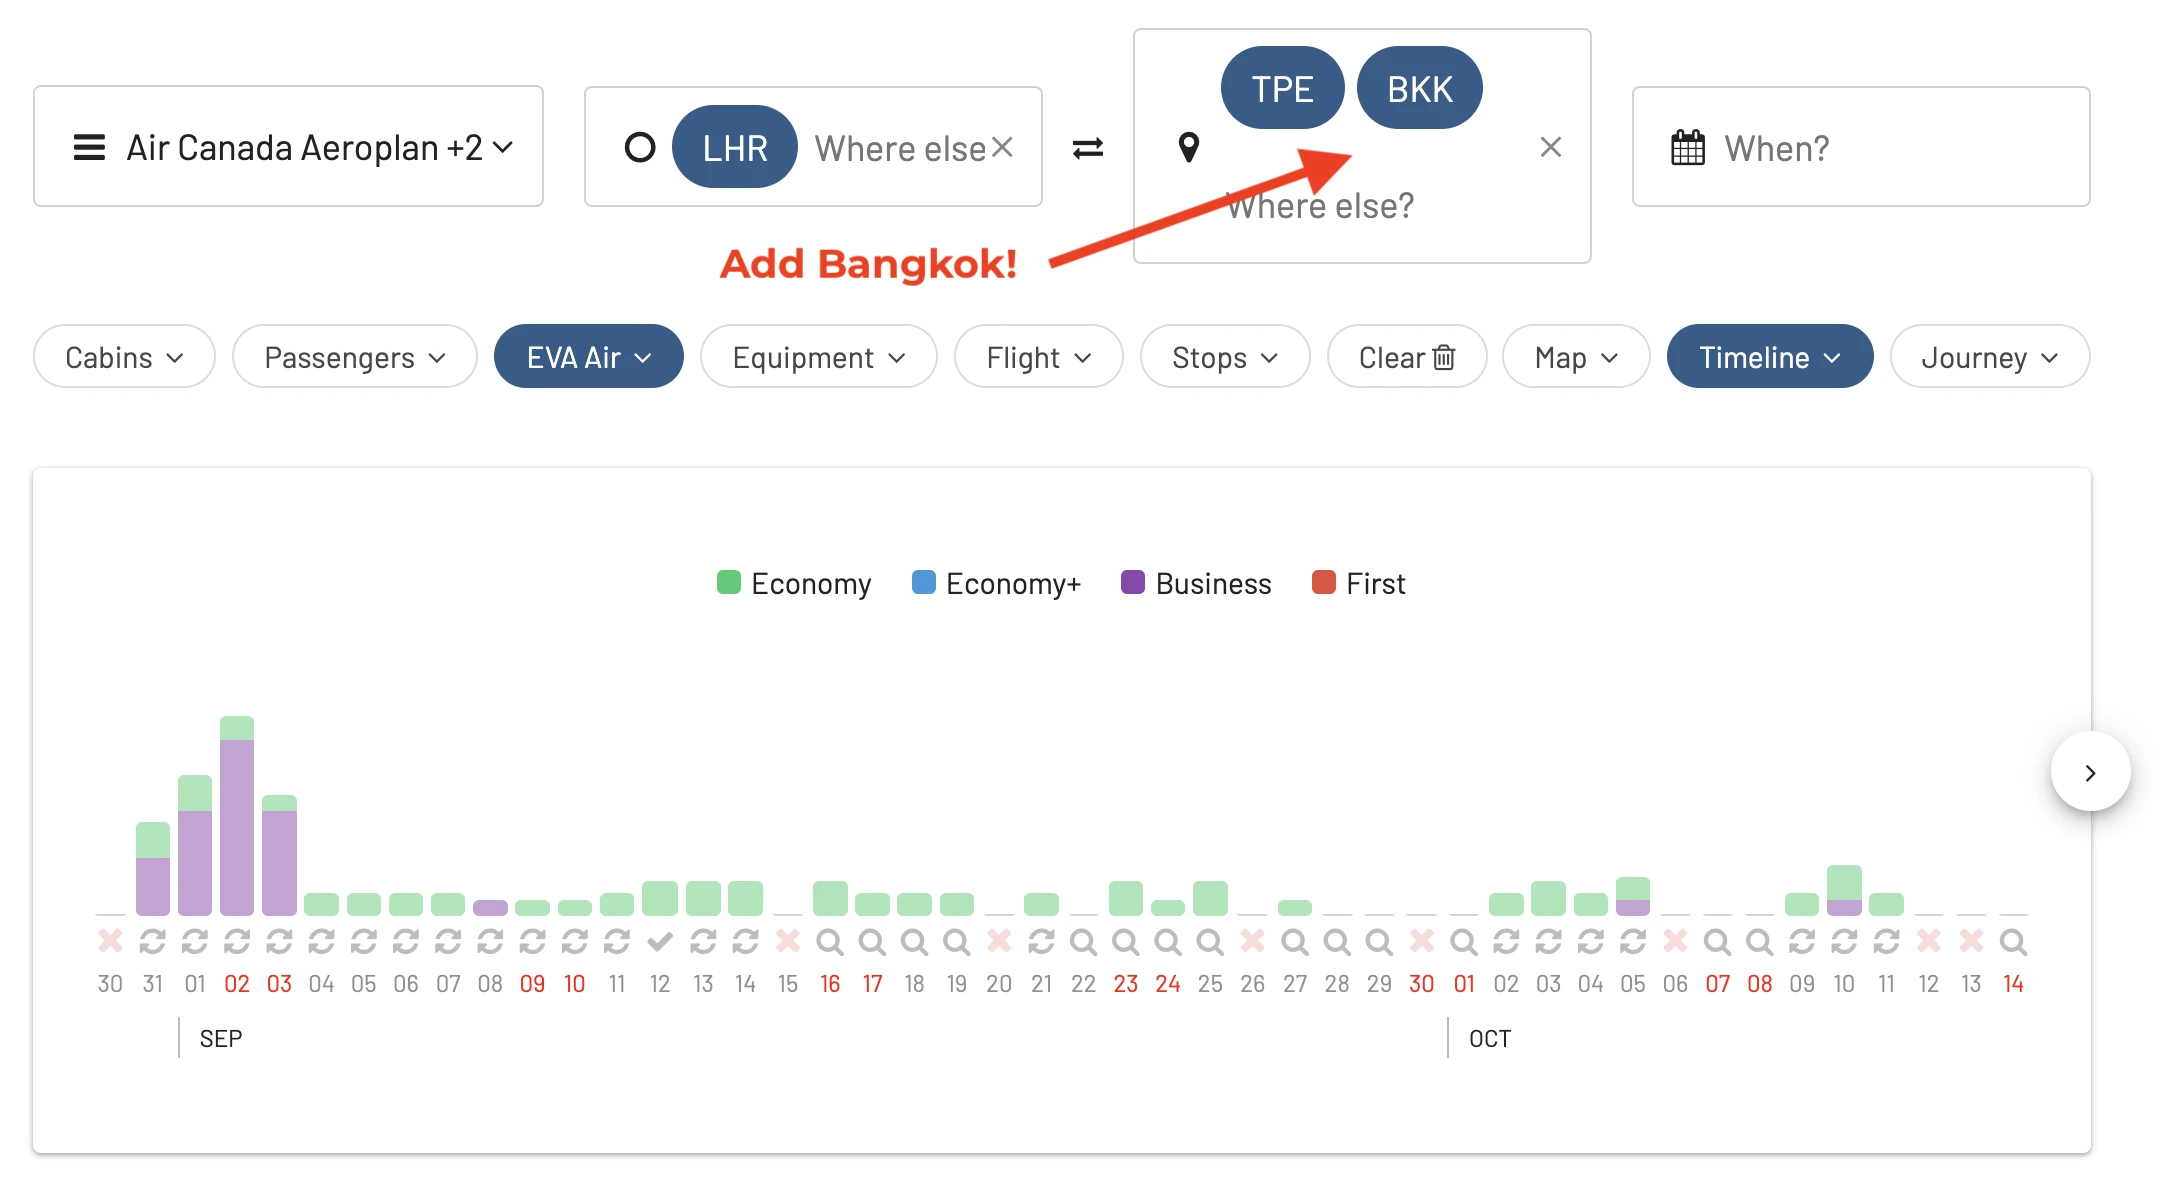 Air Canada Aeroplan +2
LHR Where else
TPE BKK
Where else?
When?
Add Bangkok!
Cabins Passengers EVA Air Equipment Flight Stops Clear Map Timeline Journey
Economy Economy+ Business First
30 31 01 02 03 04 05 06 07 08 09 10 11 12 13 14 15 16 17 18 19 20 21 22 23 24 25 26 27 28 29 30 01 02 03 04 05 06 07 08 09 10 11 12 13 14
SEP OCT